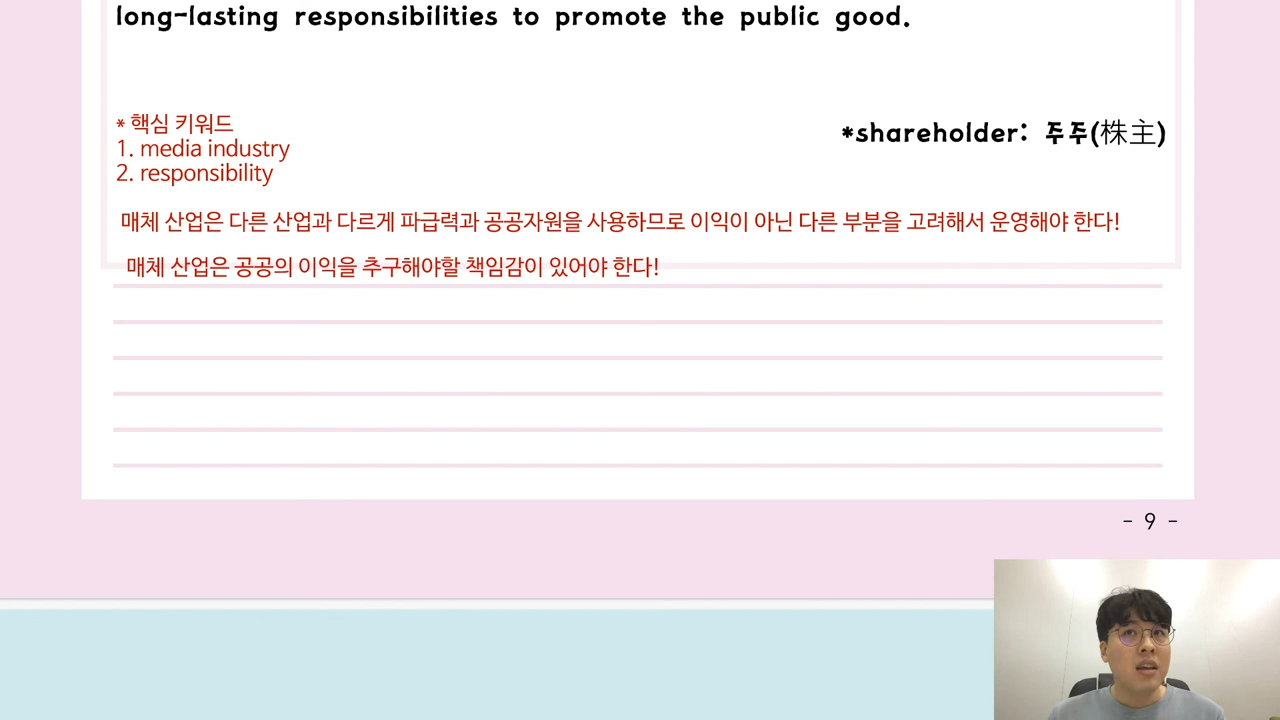 long-lasting responsibilities to promote the public good.
* 핵심 키워드
1. media industry
2. responsibility
*shareholder: 주주(株主)
매체 산업은 다른 산업과 다르게 파급력과 공공자원을 사용하므로 이익이 아닌 다른 부분을 고려해서 운영해야 한다!
매체 산업은 공공의 이익을 추구해야할 책임감이 있어야 한다!
- 9 -